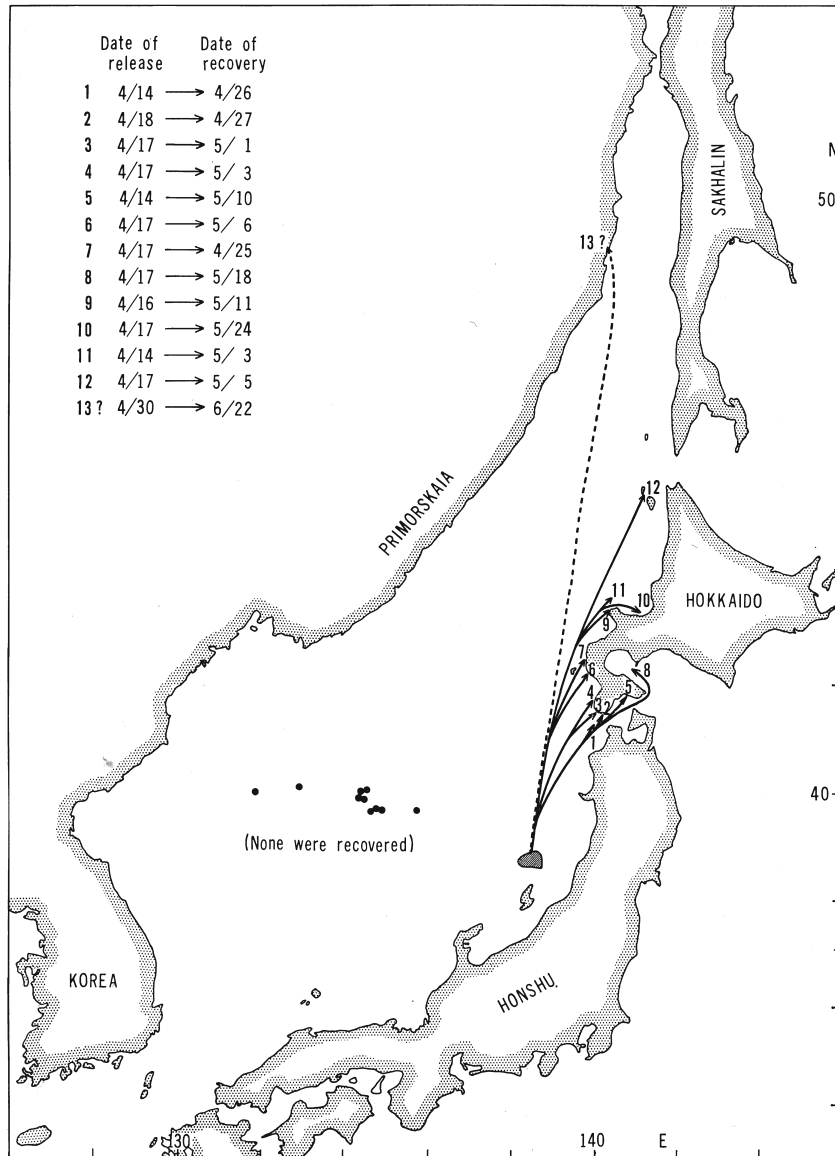 Date of release Date of recovery
1 4/14 → 4/26
2 4/18 → 4/27
3 4/17 → 5/ 1
4 4/17 → 5/ 3
5 4/14 → 5/10
6 4/17 → 5/ 6
7 4/17 → 4/25
8 4/17 → 5/18
9 4/16 → 5/11
10 4/17 → 5/24
11 4/14 → 5/ 3
12 4/17 → 5/ 5
13? 4/30 → 6/22
SAKHALIN
N
50
13?
PRIMORSKAIA
12
11
10
9
HOKKAIDO
7
6
8
5
4
3
2
1
40
(None were recovered)
KOREA
HONSHU
130
140
E